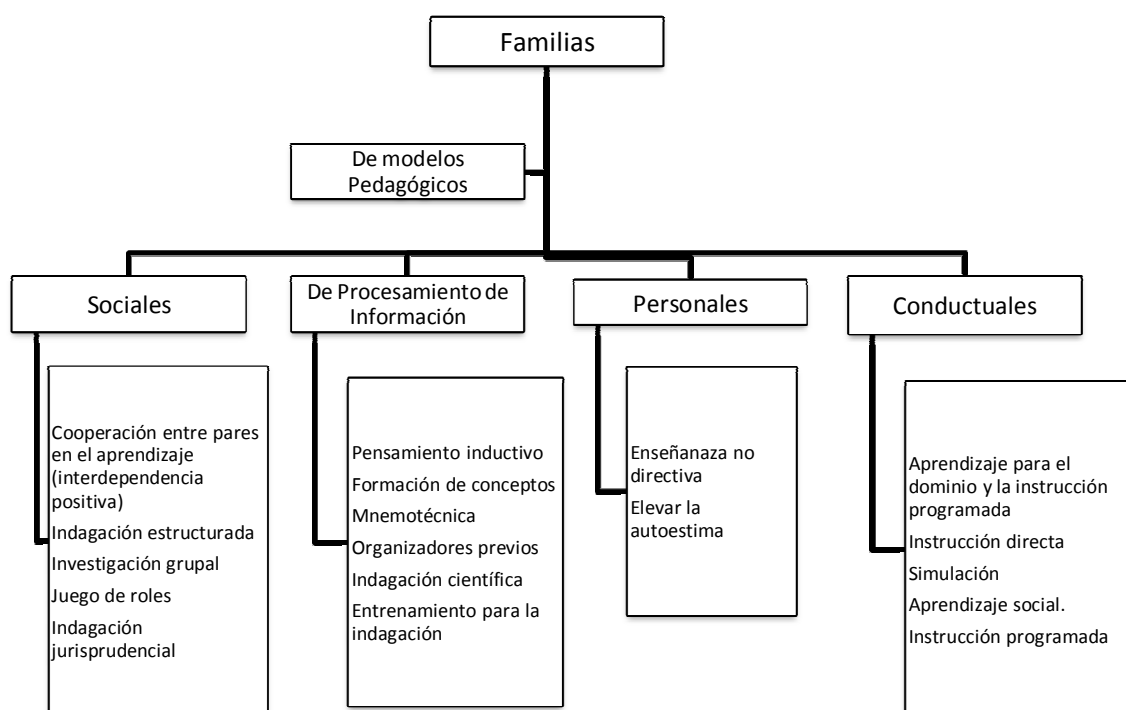 Familias
De modelos
Pedagógicos
Sociales
De Procesamiento de
Información
Personales
Conductuales
Cooperación entre pares
en el aprendizaje
(interdependencia
positiva)
Indagación estructurada
Investigación grupal
Juego de roles
Indagación
jurisprudencial
Pensamiento inductivo
Formación de conceptos
Mnemotécnica
Organizadores previos
Indagación científica
Entrenamiento para la
indagación
Enseñanaza no
directiva
Elevar la
autoestima
Aprendizaje para el
dominio y la instrucción
programada
Instrucción directa
Simulación
Aprendizaje social.
Instrucción programada